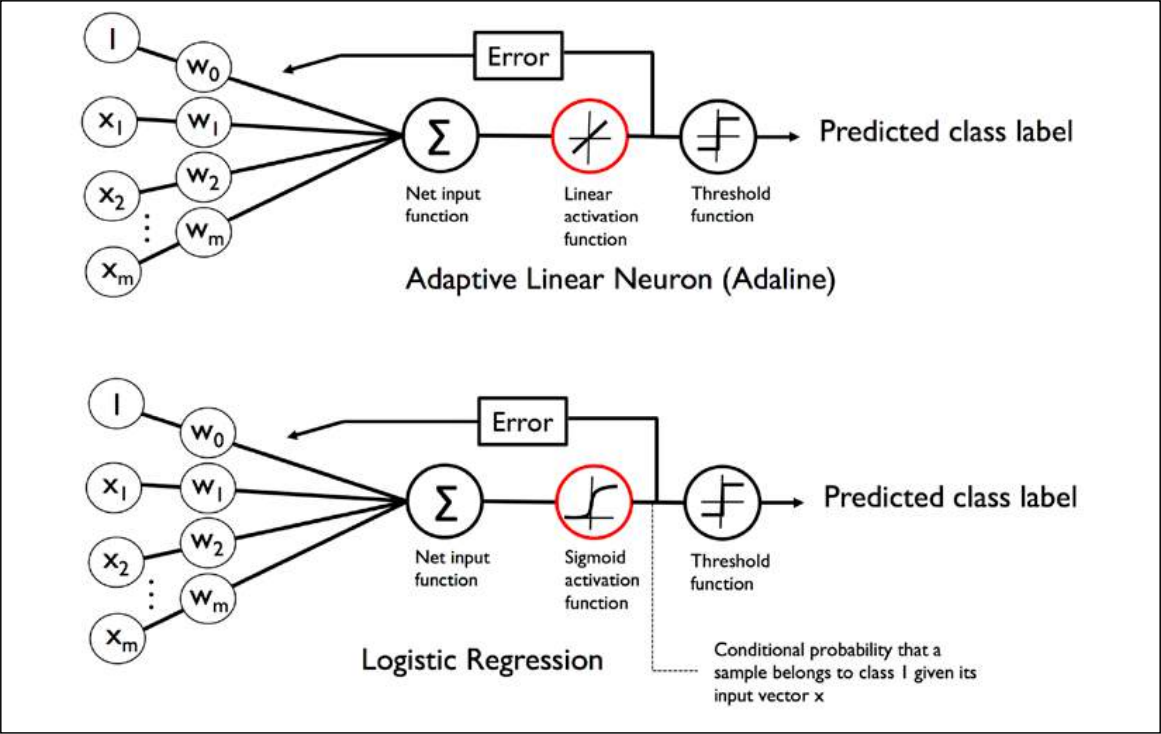 1
w0
Error
x1
w1
Σ
Predicted class label
x2
w2
Net input
function
Linear
activation
function
Threshold
function
wm
xm
Adaptive Linear Neuron (Adaline)
1
w0
Error
x1
w1
Σ
Predicted class label
x2
w2
Net input
function
Sigmoid
activation
function
Threshold
function
wm
xm
Logistic Regression
Conditional probability that a
sample belongs to class 1 given its
input vector x